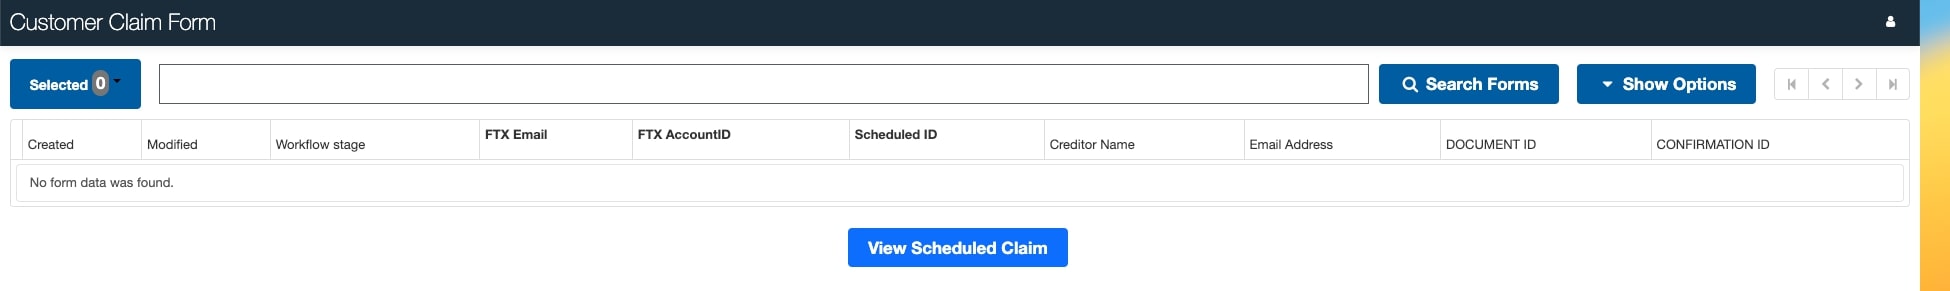 Customer Claim Form
Selected 0
Search Forms
Show Options
Created Modified Workflow stage FTX Email FTX AccountID Scheduled ID Creditor Name Email Address DOCUMENT ID CONFIRMATION ID
No form data was found.
View Scheduled Claim